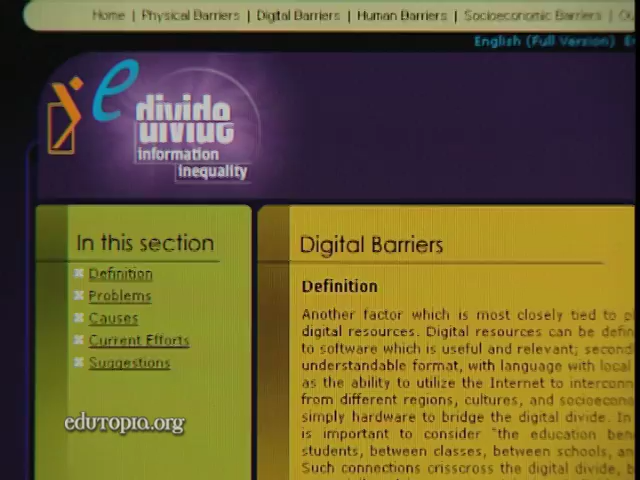 Home | Physical Barriers | Digital Barriers | Human Barriers | Socioeconomic Barriers |
English (Full Version)
e
divide
divide
information
inequality
In this section
Definition
Problems
Causes
Current Efforts
Suggestions
Digital Barriers
Definition
Another factor which is most closely tied to
digital resources. Digital resources can be
to software which is useful and relevant;
understandable format, with language with local
as the ability to utilize the Internet to
from different regions, cultures, and
simply hardware to bridge the digital divide. In
is important to consider "the education
students, between classes, between schools,
Such connections crisscross the digital divide,
edutopia.org